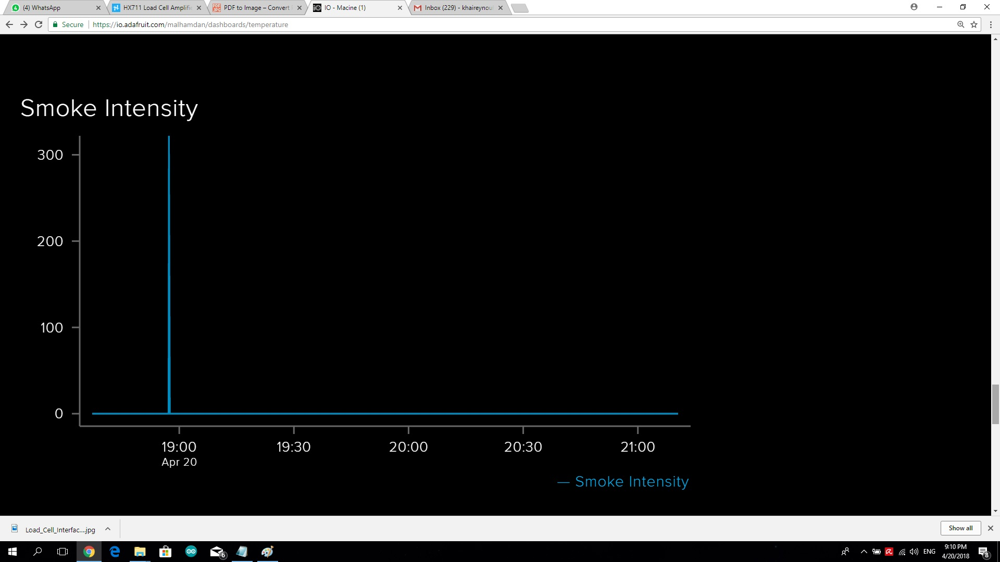 (4) WhatsApp
HX711 Load Cell Amplifi
PDF to Image – Convert
IO - Macine (1)
Inbox (229) - khaireynou
Secure
https://io.adafruit.com/malhamdan/dashboards/temperature
Smoke Intensity
300
200
100
0
19:00
19:30
20:00
20:30
21:00
Apr 20
— Smoke Intensity
Load_Cell_Interfac....jpg
Show all
6
ENG
9:10 PM
4/20/2018
8